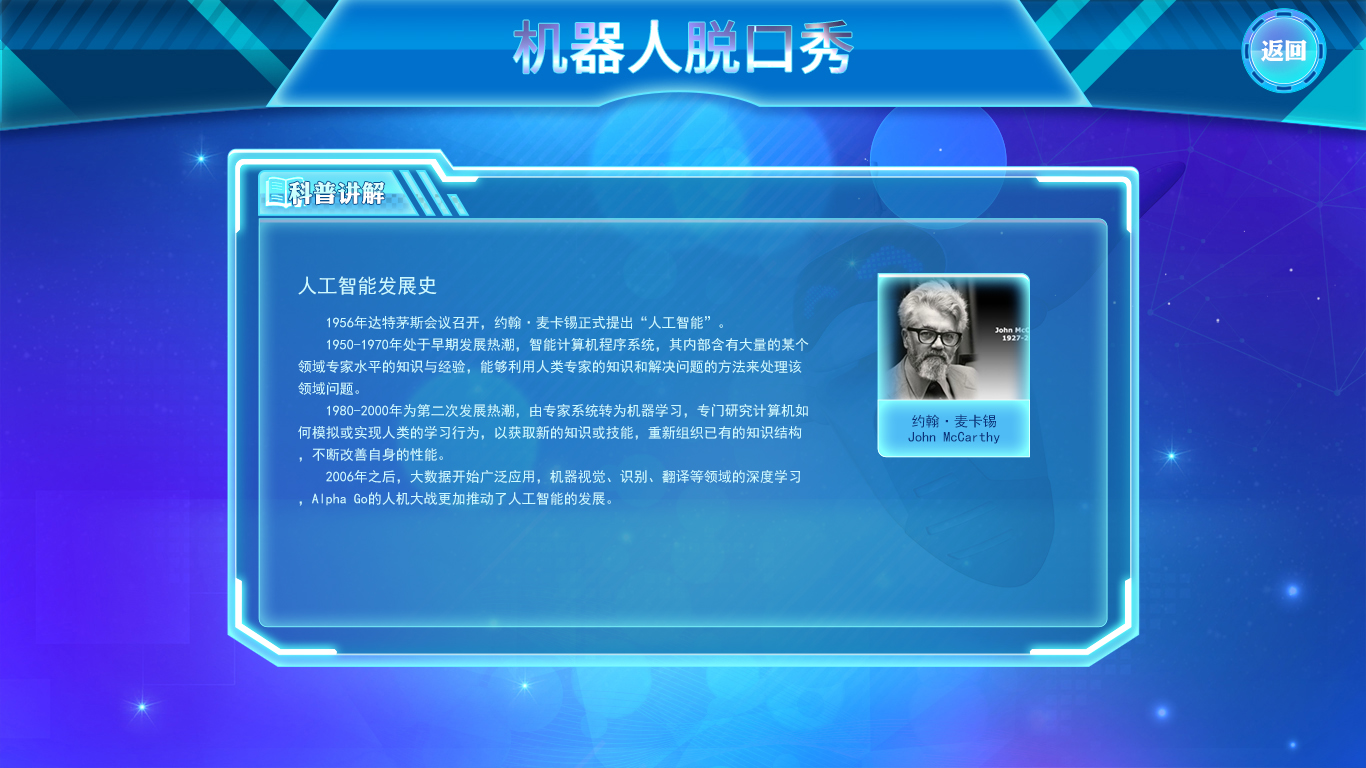 机器人脱口秀
返回
科普讲解
人工智能发展史
1956年达特茅斯会议召开，约翰·麦卡锡正式提出“人工智能”。
1950-1970年处于早期发展热潮，智能计算机程序系统，其内部含有大量的某个
领域专家水平的知识与经验，能够利用人类专家的知识和解决问题的方法来处理该
领域问题。
1980-2000年为第二次发展热潮，由专家系统转为机器学习，专门研究计算机如
何模拟或实现人类的学习行为，以获取新的知识或技能，重新组织已有的知识结构
，不断改善自身的性能。
2006年之后，大数据开始广泛应用，机器视觉、识别、翻译等领域的深度学习
，Alpha Go的人机大战更加推动了人工智能的发展。
John McC
1927-2
约翰·麦卡锡
John McCarthy